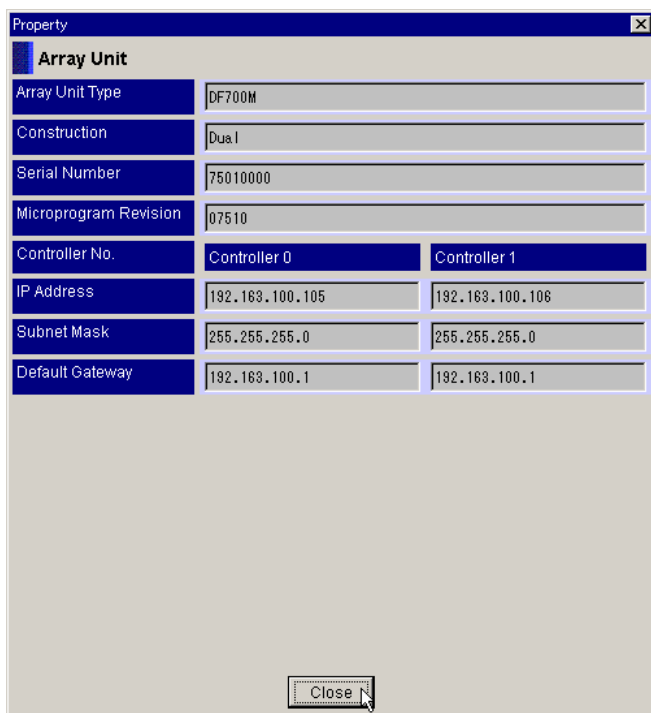 Property
Array Unit
Array Unit Type DF700M
Construction Dual
Serial Number 75010000
Microprogram Revision 07510
Controller No. Controller 0 Controller 1
IP Address 192.163.100.105 192.163.100.106
Subnet Mask 255.255.255.0 255.255.255.0
Default Gateway 192.163.100.1 192.163.100.1
Close